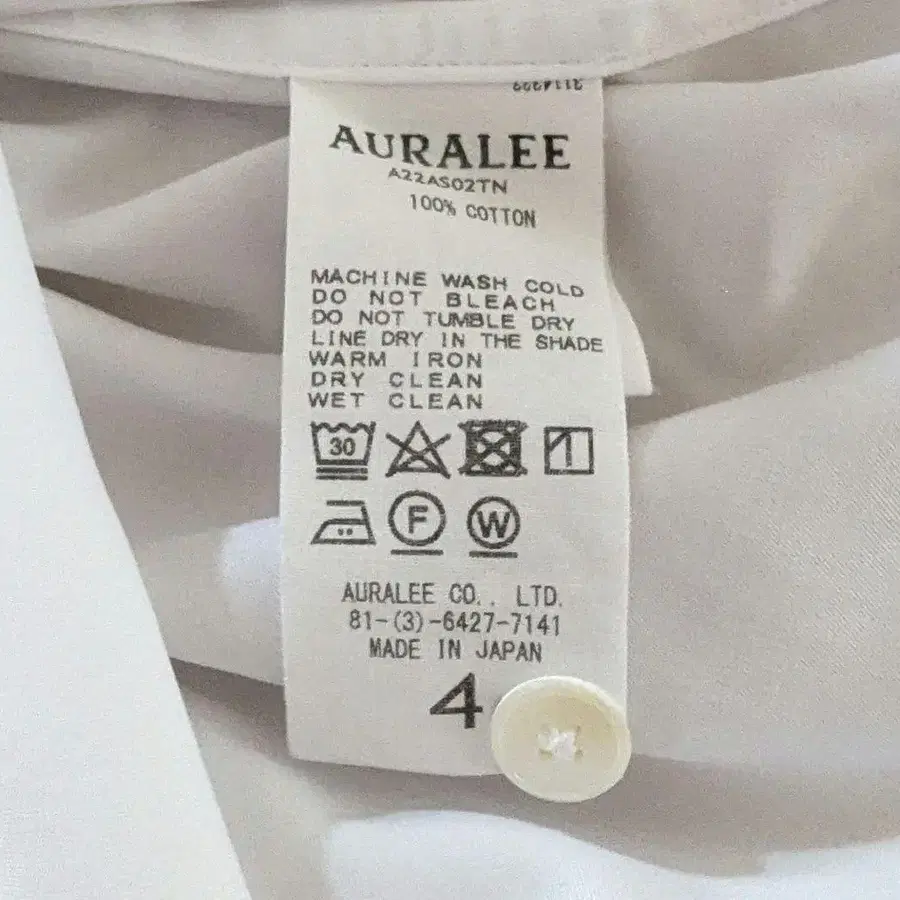 AURALEE
A22AS02TN
100% COTTON
MACHINE WASH COLD
DO NOT BLEACH
DO NOT TUMBLE DRY
LINE DRY IN THE SHADE
WARM IRON
DRY CLEAN
WET CLEAN
30
F W
AURALEE CO., LTD.
81-(3)-6427-7141
MADE IN JAPAN
4